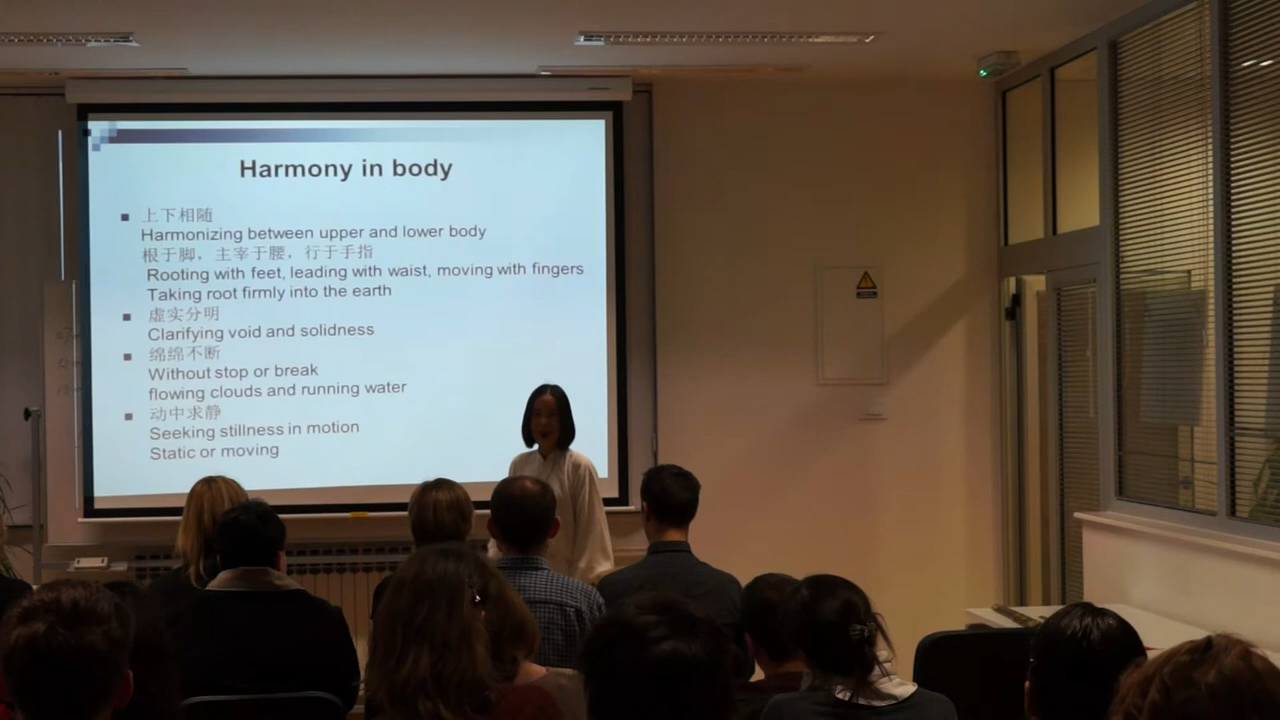 Harmony in body
上下相随
Harmonizing between upper and lower body
根于脚，主宰于腰，行于手指
Rooting with feet, leading with waist, moving with fingers
Taking root firmly into the earth
虚实分明
Clarifying void and solidness
绵绵不断
Without stop or break
flowing clouds and running water
动中求静
Seeking stillness in motion
Static or moving